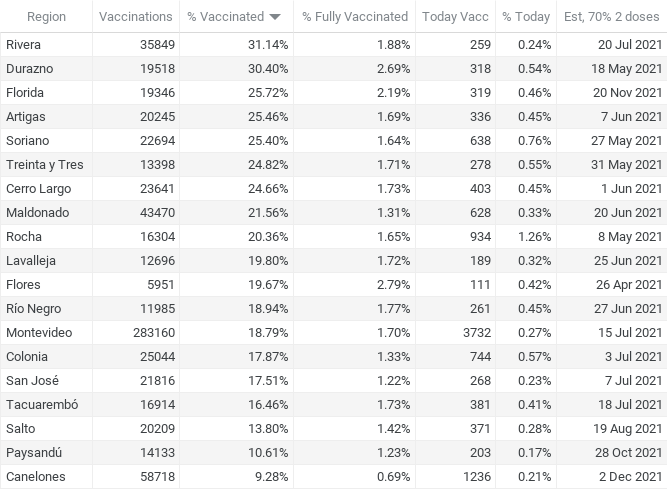 Region Vaccinations % Vaccinated % Fully Vaccinated Today Vacc % Today Est, 70% 2 doses
Rivera 35849 31.14% 1.88% 259 0.24% 20 Jul 2021
Durazno 19518 30.40% 2.69% 318 0.54% 18 May 2021
Florida 19346 25.72% 2.19% 319 0.46% 20 Nov 2021
Artigas 20245 25.46% 1.69% 336 0.45% 7 Jun 2021
Soriano 22694 25.40% 1.64% 638 0.76% 27 May 2021
Treinta y Tres 13398 24.82% 1.71% 278 0.55% 31 May 2021
Cerro Largo 23641 24.66% 1.73% 403 0.45% 1 Jun 2021
Maldonado 43470 21.56% 1.31% 628 0.33% 20 Jun 2021
Rocha 16304 20.36% 1.65% 934 1.26% 8 May 2021
Lavalleja 12696 19.80% 1.72% 189 0.32% 25 Jun 2021
Flores 5951 19.67% 2.79% 111 0.42% 26 Apr 2021
Río Negro 11985 18.94% 1.77% 261 0.45% 27 Jun 2021
Montevideo 283160 18.79% 1.70% 3732 0.27% 15 Jul 2021
Colonia 25044 17.87% 1.33% 744 0.57% 3 Jul 2021
San José 21816 17.51% 1.22% 268 0.23% 7 Jul 2021
Tacuarembó 16914 16.46% 1.73% 381 0.41% 18 Jul 2021
Salto 20209 13.80% 1.42% 371 0.28% 19 Aug 2021
Paysandú 14133 10.61% 1.23% 203 0.17% 28 Oct 2021
Canelones 58718 9.28% 0.69% 1236 0.21% 2 Dec 2021